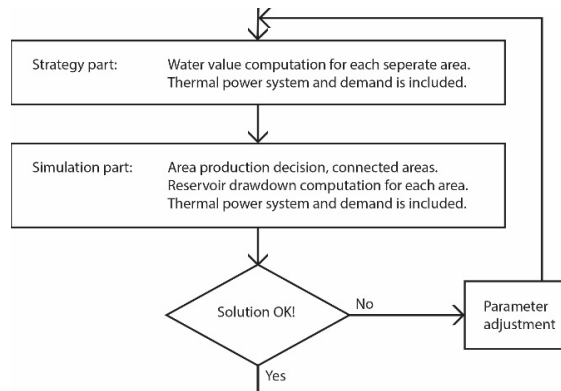 Strategy part: Water value computation for each seperate area.
Thermal power system and demand is included.
Simulation part: Area production decision, connected areas.
Reservoir drawdown computation for each area.
Thermal power system and demand is included.
Solution OK!
No
Parameter
adjustment
Yes